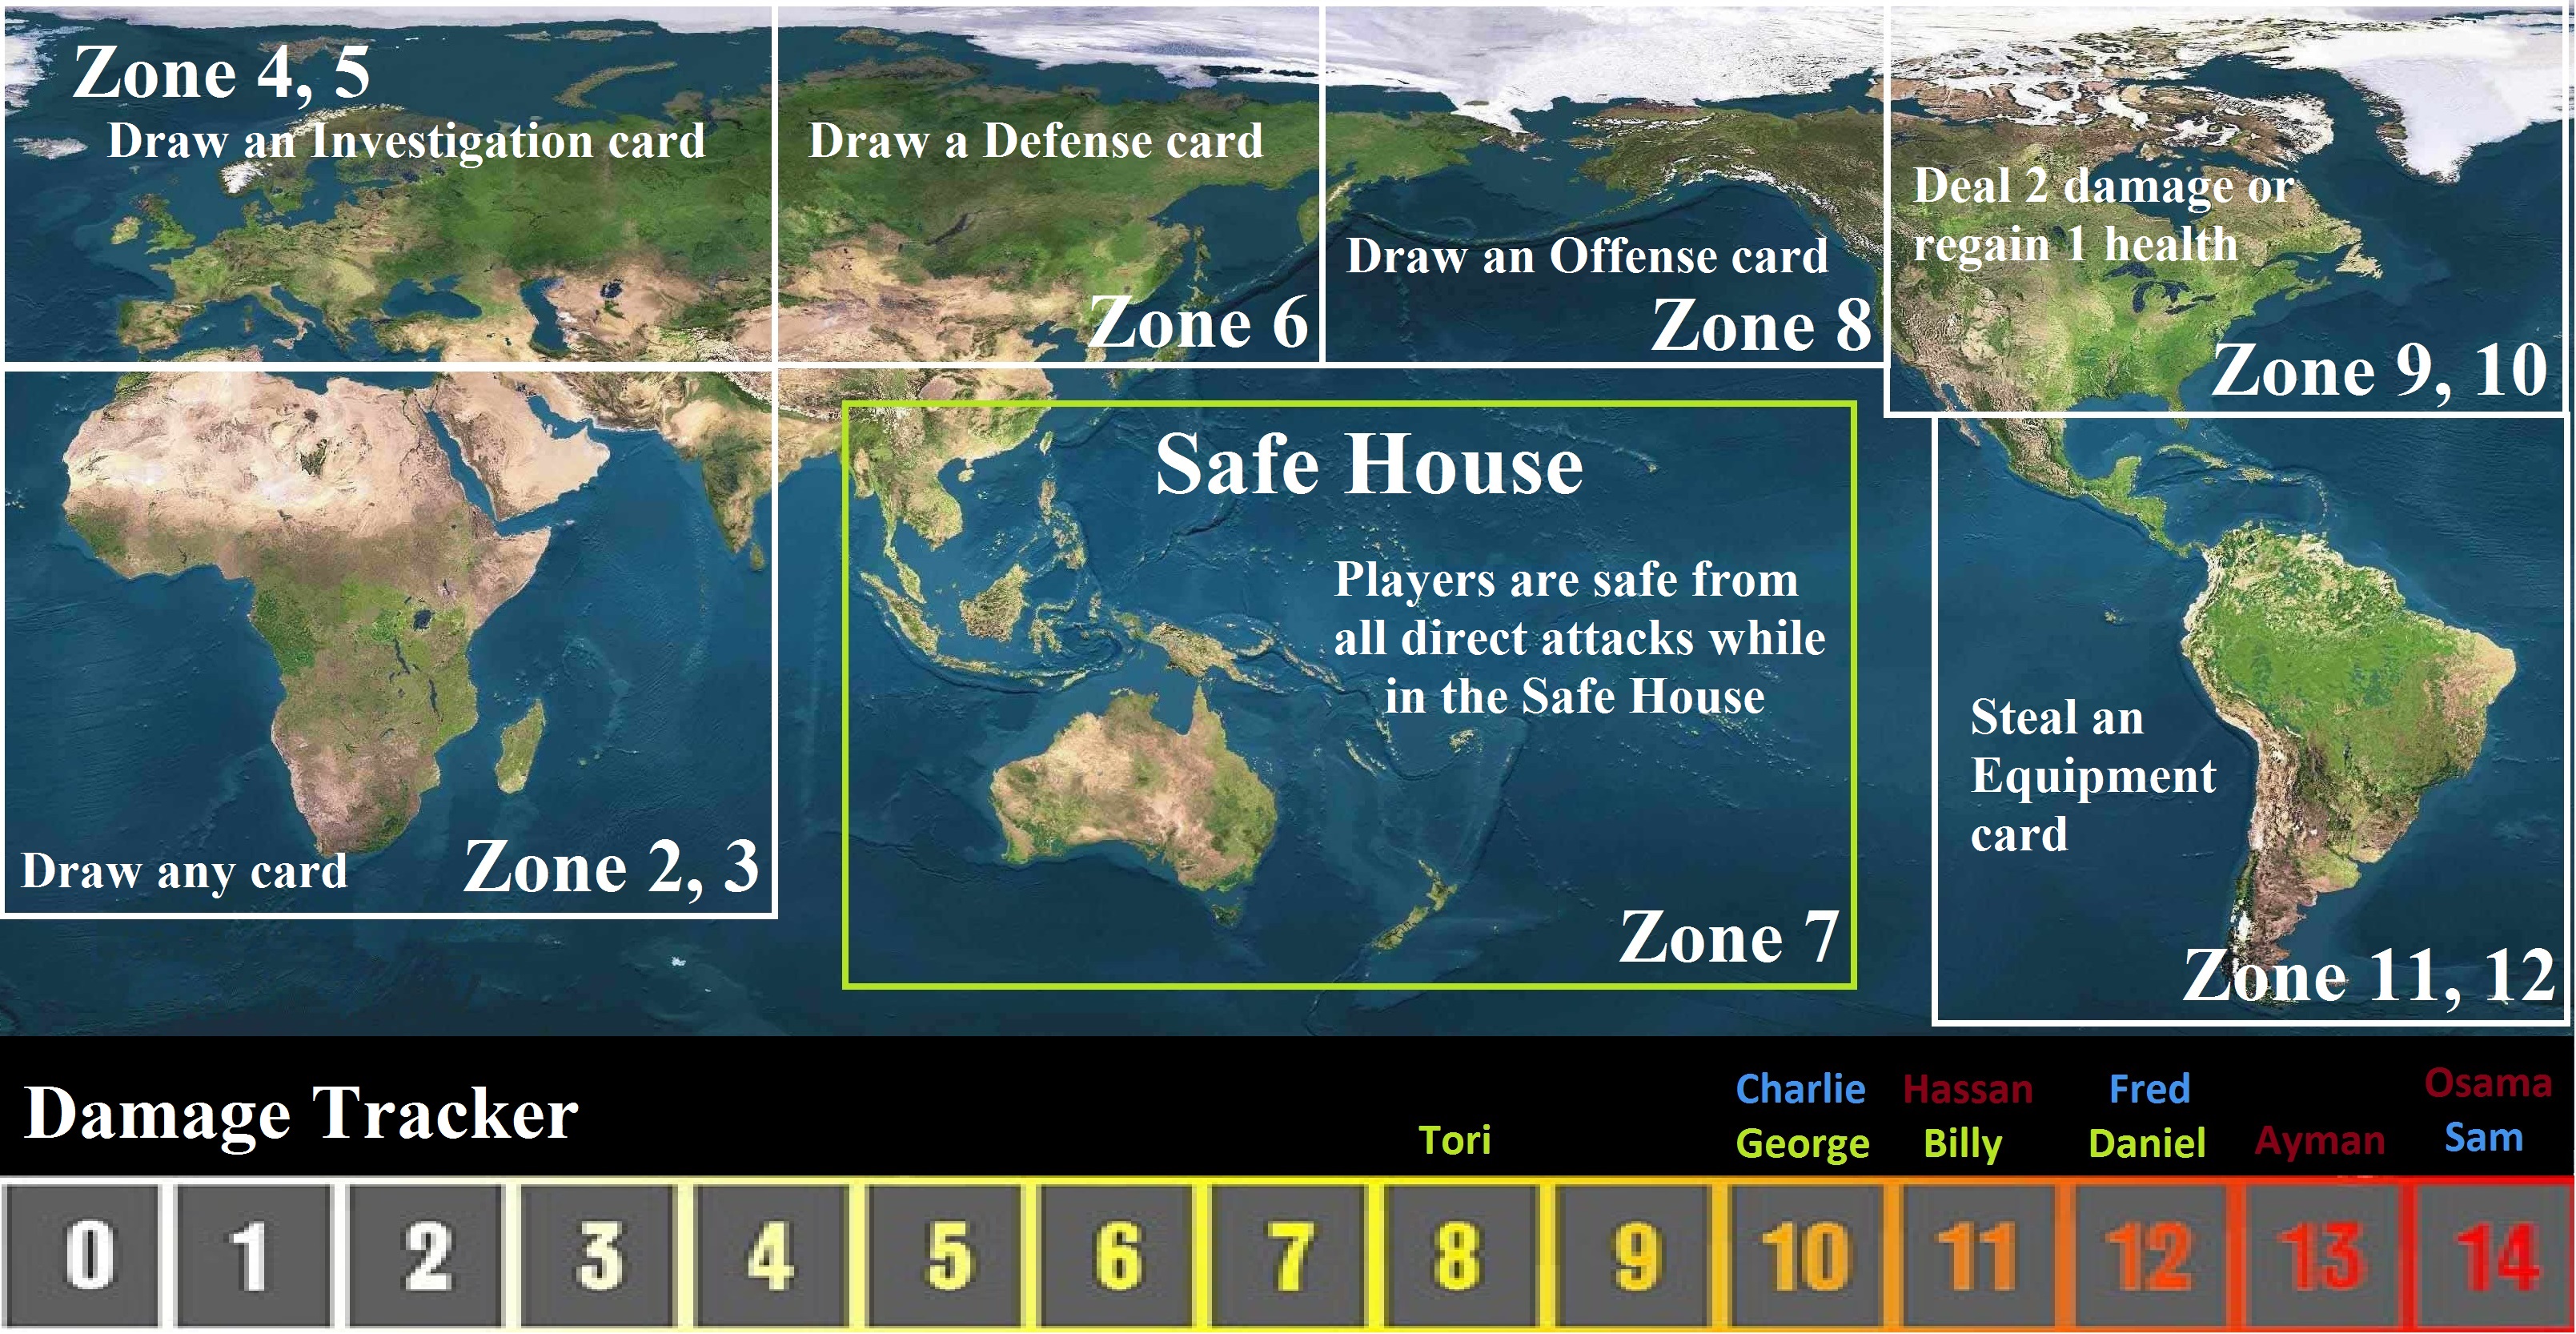 Zone 4, 5
Draw an Investigation card
Draw a Defense card
Zone 6
Draw an Offense card
Zone 8
Deal 2 damage or
regain 1 health
Zone 9, 10
Draw any card
Zone 2, 3
Safe House
Players are safe from
all direct attacks while
in the Safe House
Zone 7
Steal an
Equipment
card
Zone 11, 12
Damage Tracker
Tori
Charlie
George
Hassan
Billy
Fred
Daniel
Ayman
Osama
Sam
0 1 2 3 4 5 6 7 8 9 10 11 12 13 14